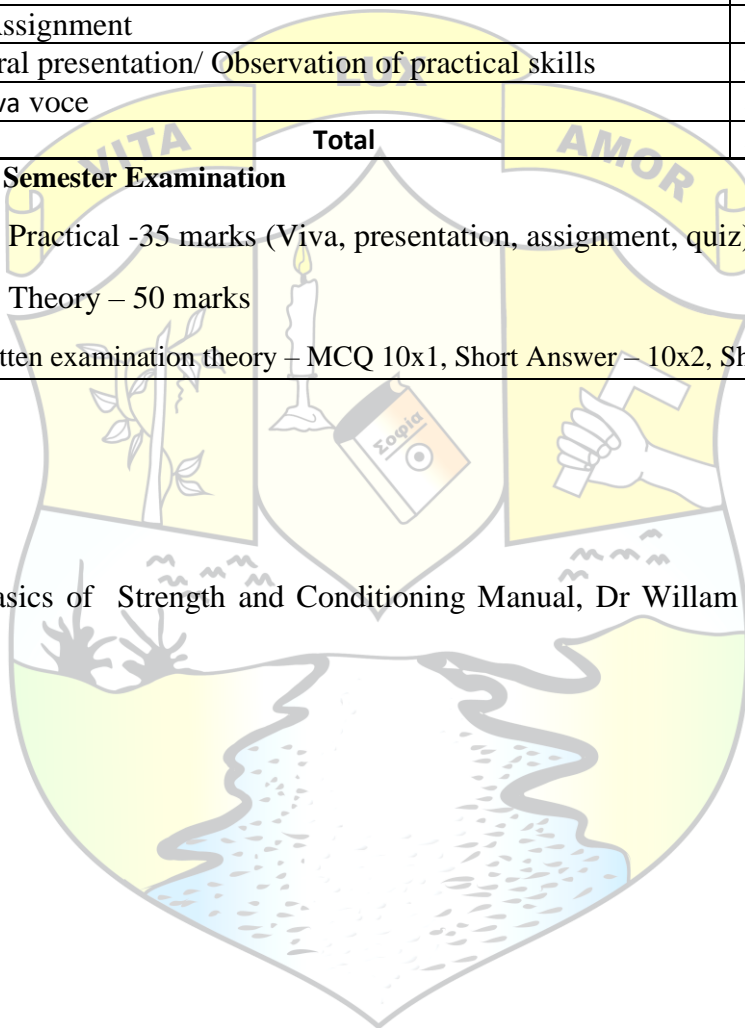 ssignment
ral presentation/ Observation of practical skills
va voce
LUX
VITA
Total
AMOR
Semester Examination
Practical -35 marks (Viva, presentation, assignment, quiz)
Theory – 50 marks
tten examination theory – MCQ 10x1, Short Answer – 10x2, Sh
Σοφία
asics of Strength and Conditioning Manual, Dr Willam